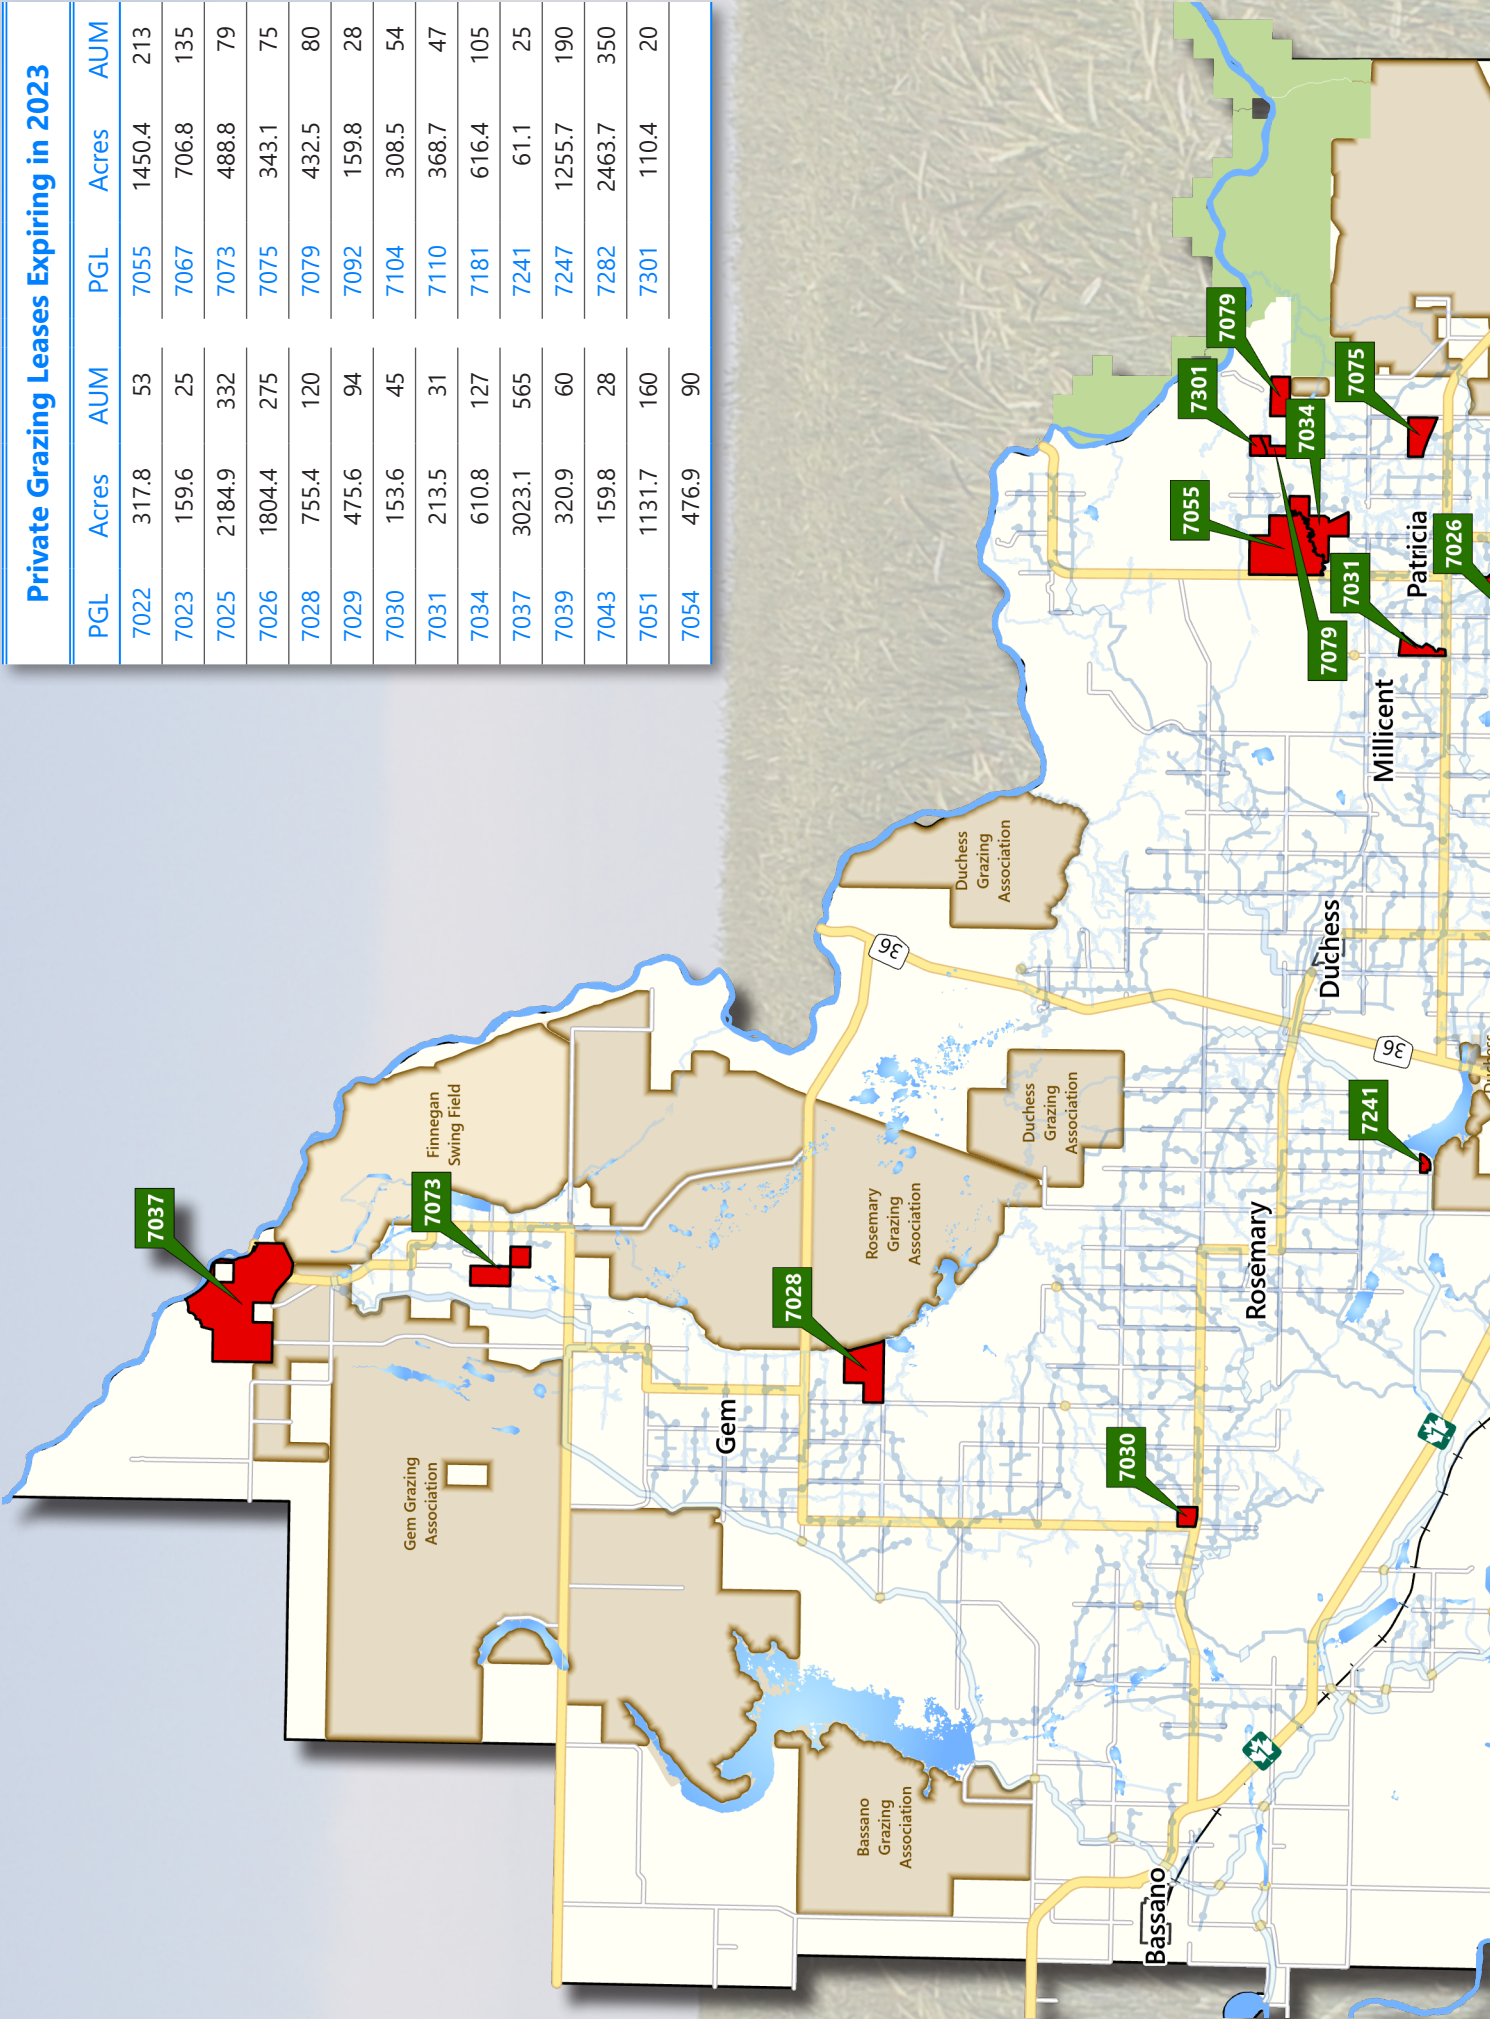 Private Grazing Leases Expiring in 2023
PGL Acres AUM PGL Acres AUM
7022 317.8 53 7055 1450.4 213
7023 159.6 25 7067 706.8 135
7025 2184.9 332 7073 488.8 79
7026 1804.4 275 7075 343.1 75
7028 755.4 120 7079 432.5 80
7029 475.6 94 7092 159.8 28
7030 153.6 45 7104 308.5 54
7031 213.5 31 7110 368.7 47
7034 610.8 127 7181 616.4 105
7037 3023.1 565 7241 61.1 25
7039 320.9 60 7247 1255.7 190
7043 159.8 28 7282 2463.7 350
7051 1131.7 160 7301 110.4 20
7054 476.9 90
7037
Finnegan
Swing Field
7073
Gem Grazing
Association
Gem
7028
Rosemary
Grazing
Association
36
Duchess
Grazing
Association
Duchess
Grazing
Association
Bassano
Grazing
Association
7030
Bassano
1
Rosemary
7241
36
1
Duchess
Millicent
7055
7301
7079
7034
7079
7031
7075
Patricia
7026
Duchess